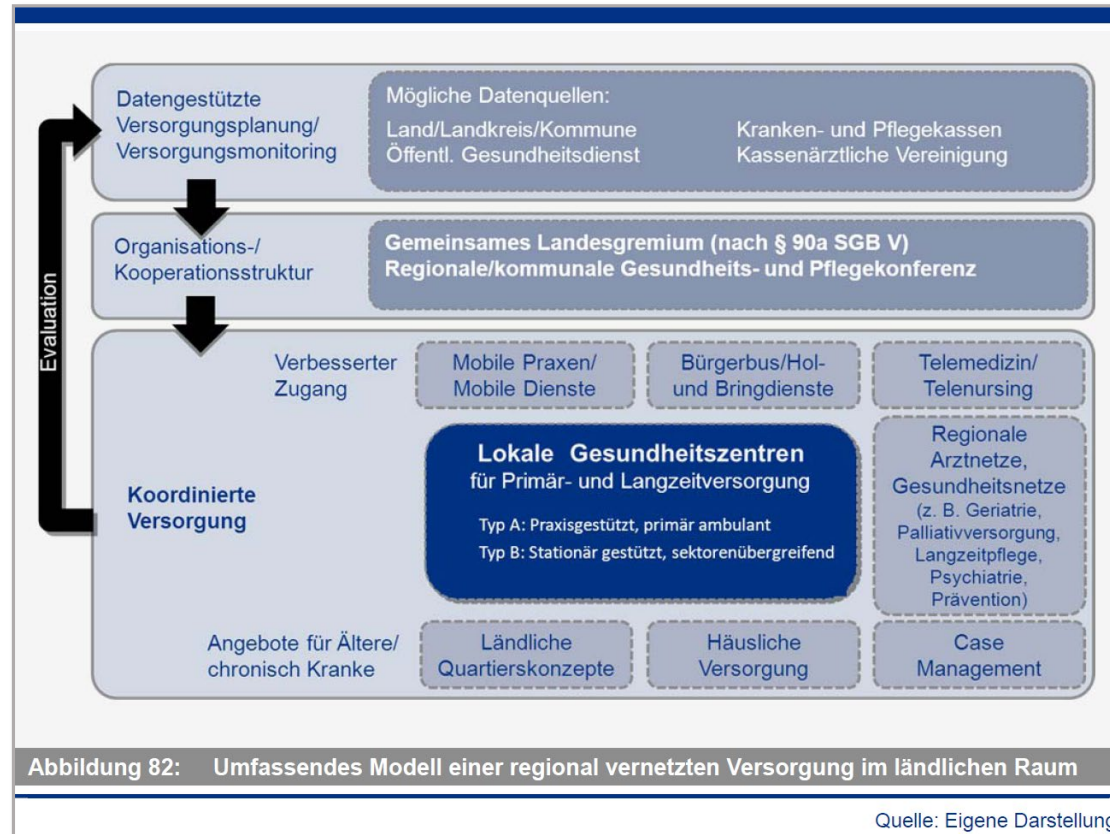 Datengestützte
Versorgungsplanung/
Versorgungsmonitoring
Mögliche Datenquellen:
Land/Landkreis/Kommune
Öffentl. Gesundheitsdienst
Kranken- und Pflegekassen
Kassenärztliche Vereinigung
Organisations-/
Kooperationsstruktur
Gemeinsames Landesgremium (nach § 90a SGB V)
Regionale/kommunale Gesundheits- und Pflegekonferenz
Evaluation
Verbesserter
Zugang
Mobile Praxen/
Mobile Dienste
Bürgerbus/Hol-
und Bringdienste
Telemedizin/
Telenursing
Koordinierte
Versorgung
Lokale Gesundheitszentren
für Primär- und Langzeitversorgung
Typ A: Praxisgestützt, primär ambulant
Typ B: Stationär gestützt, sektorenübergreifend
Regionale
Arztnetze,
Gesundheitsnetze
(z. B. Geriatrie,
Palliativversorgung,
Langzeitpflege,
Psychiatrie,
Prävention)
Angebote für Ältere/
chronisch Kranke
Ländliche
Quartierskonzepte
Häusliche
Versorgung
Case
Management
Abbildung 82: Umfassendes Modell einer regional vernetzten Versorgung im ländlichen Raum
Quelle: Eigene Darstellung